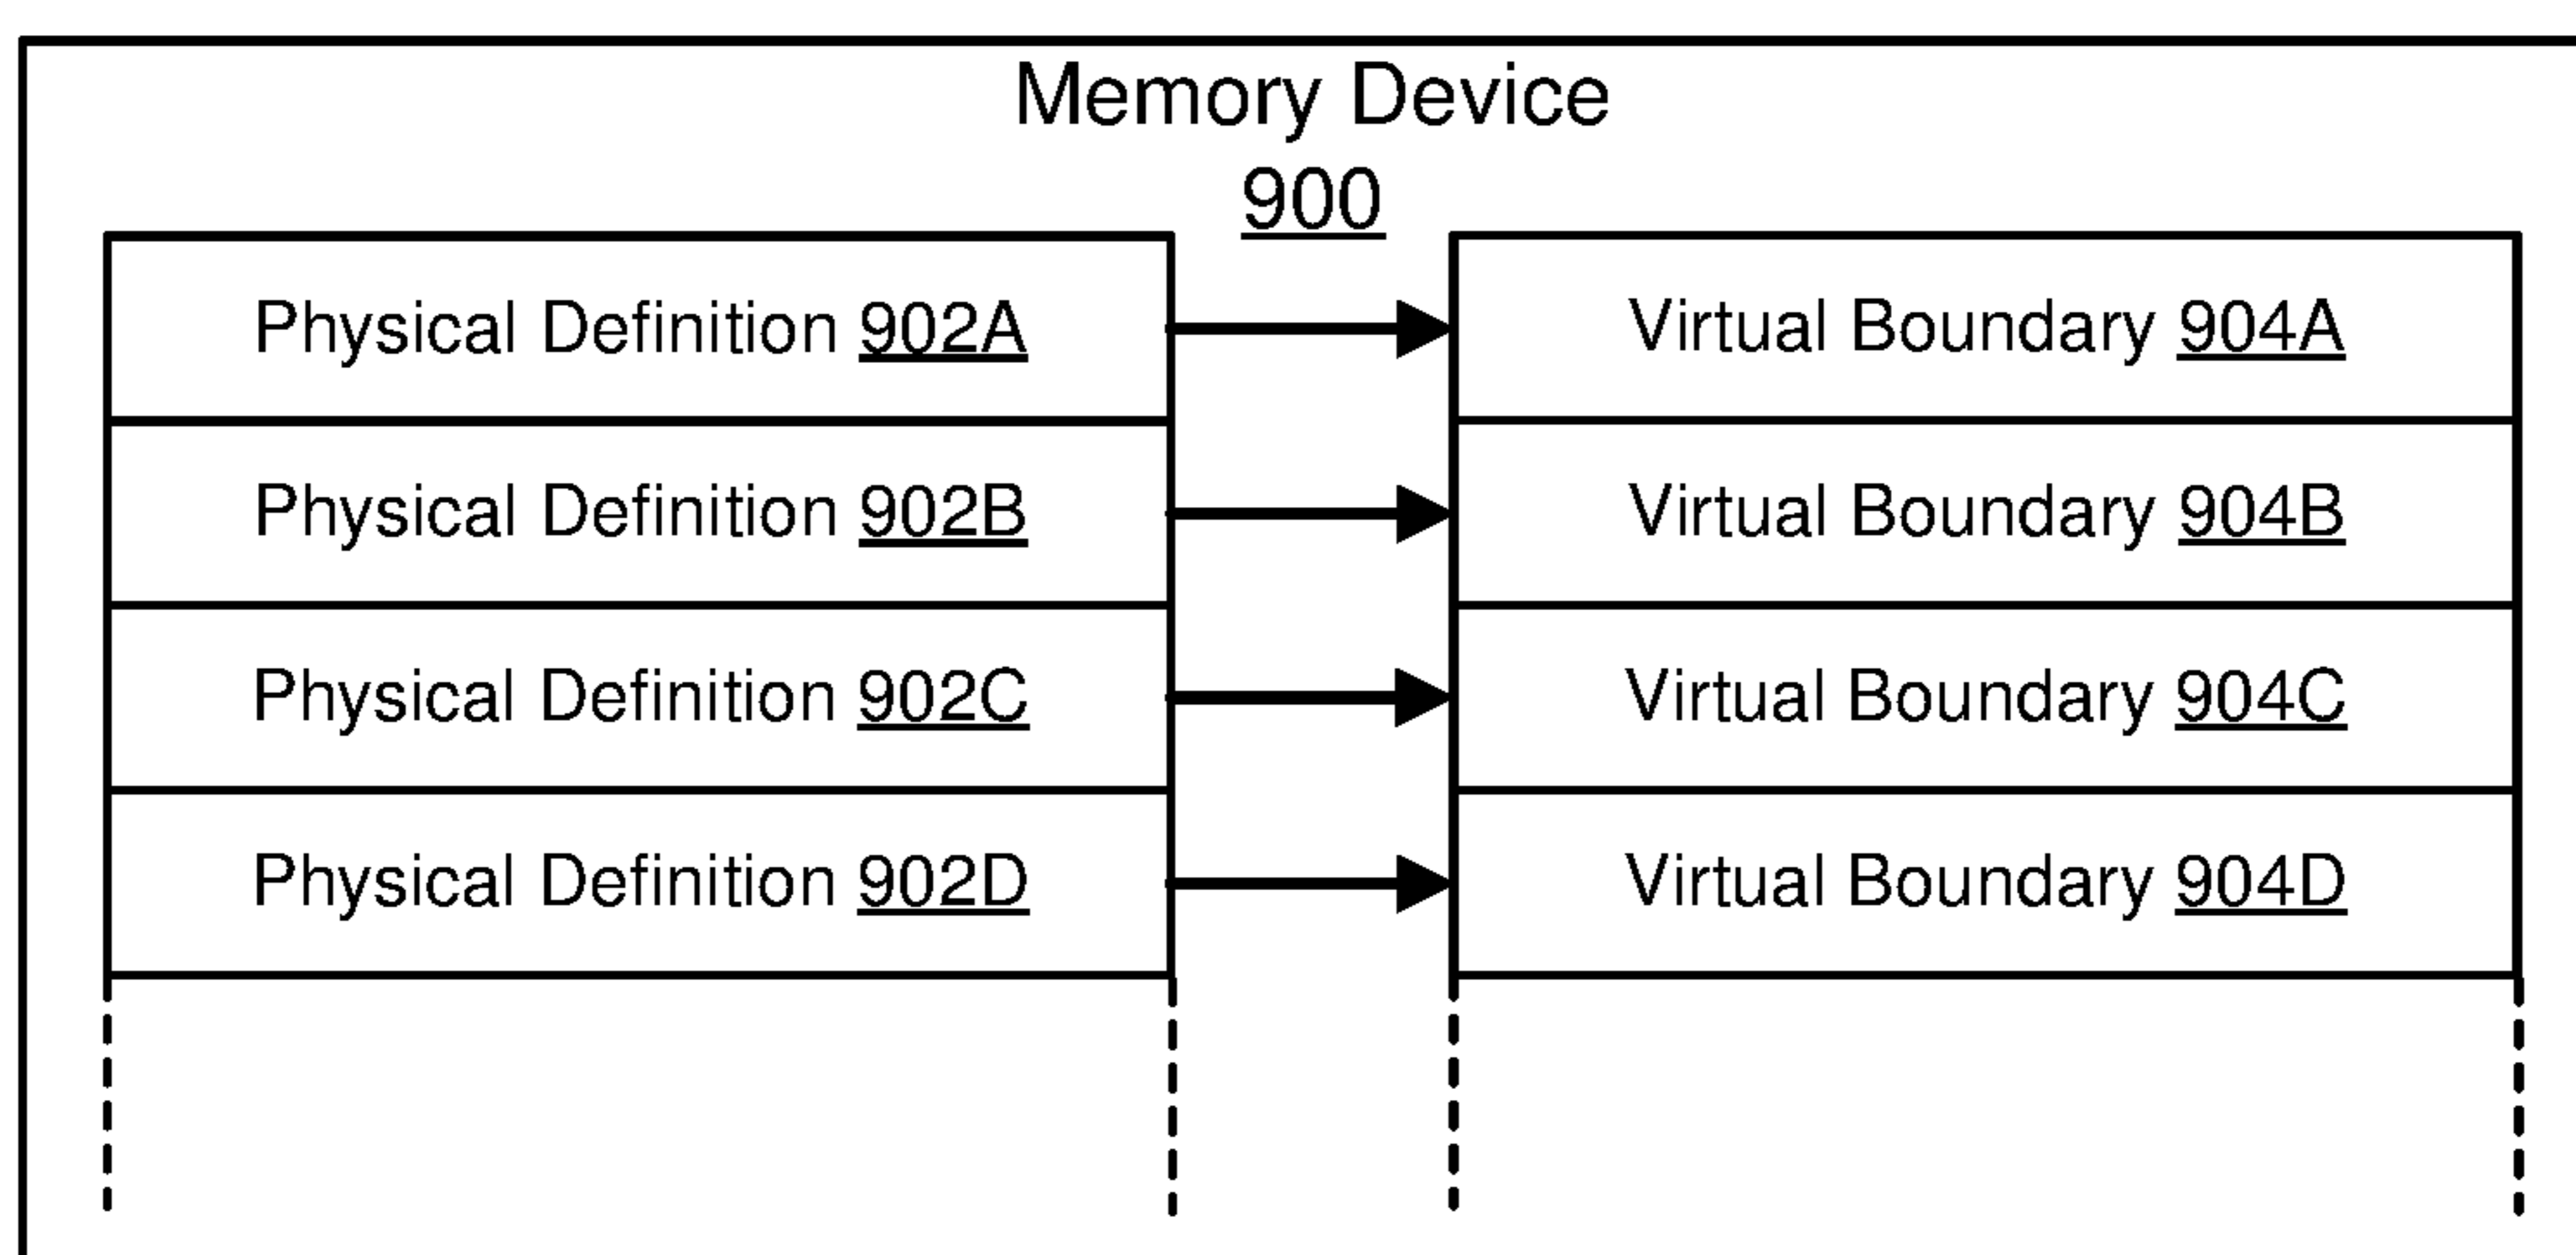 Memory Device
900
Physical Definition 902A
Virtual Boundary 904A
Physical Definition 902B
Virtual Boundary 904B
Physical Definition 902C
Virtual Boundary 904C
Physical Definition 902D
Virtual Boundary 904D